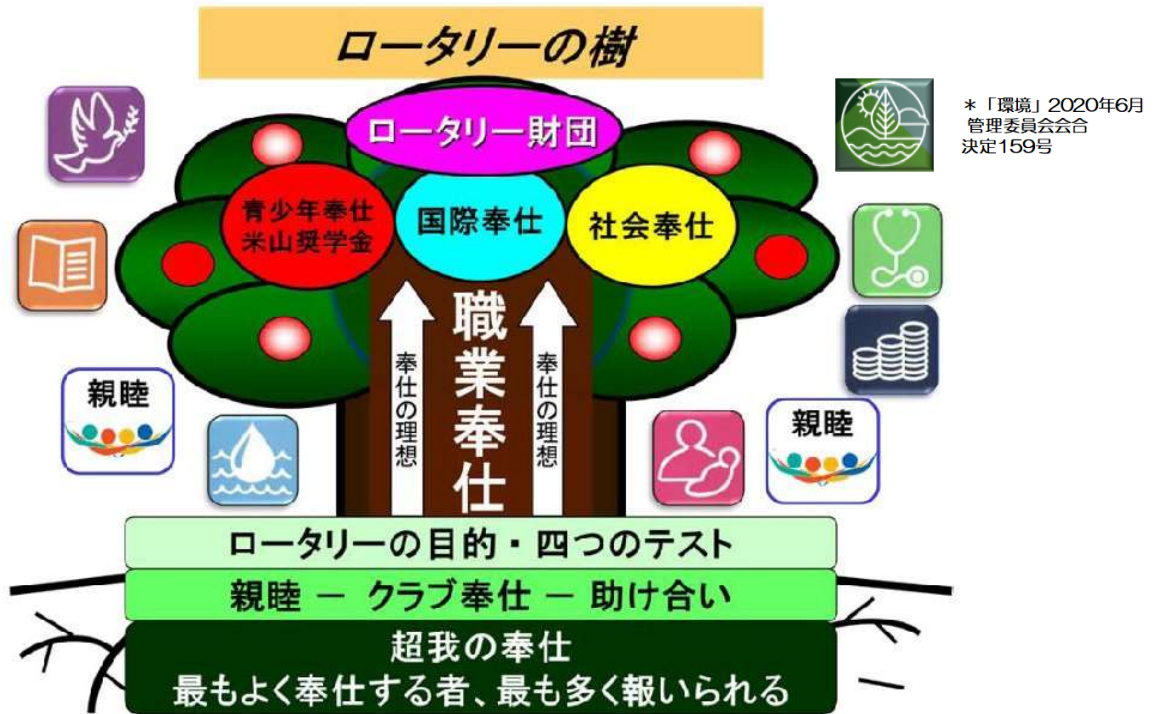 ロータリーの樹
ロータリー財団
*「環境」2020年6月
管理委員会会合
決定159号
青少年奉仕
米山奨学金
国際奉仕
社会奉仕
職業奉仕
奉仕の理想
奉仕の理想
親睦
親睦
ロータリーの目的・四つのテスト
親睦 － クラブ奉仕 － 助け合い
超我の奉仕
最もよく奉仕する者、最も多く報いられる